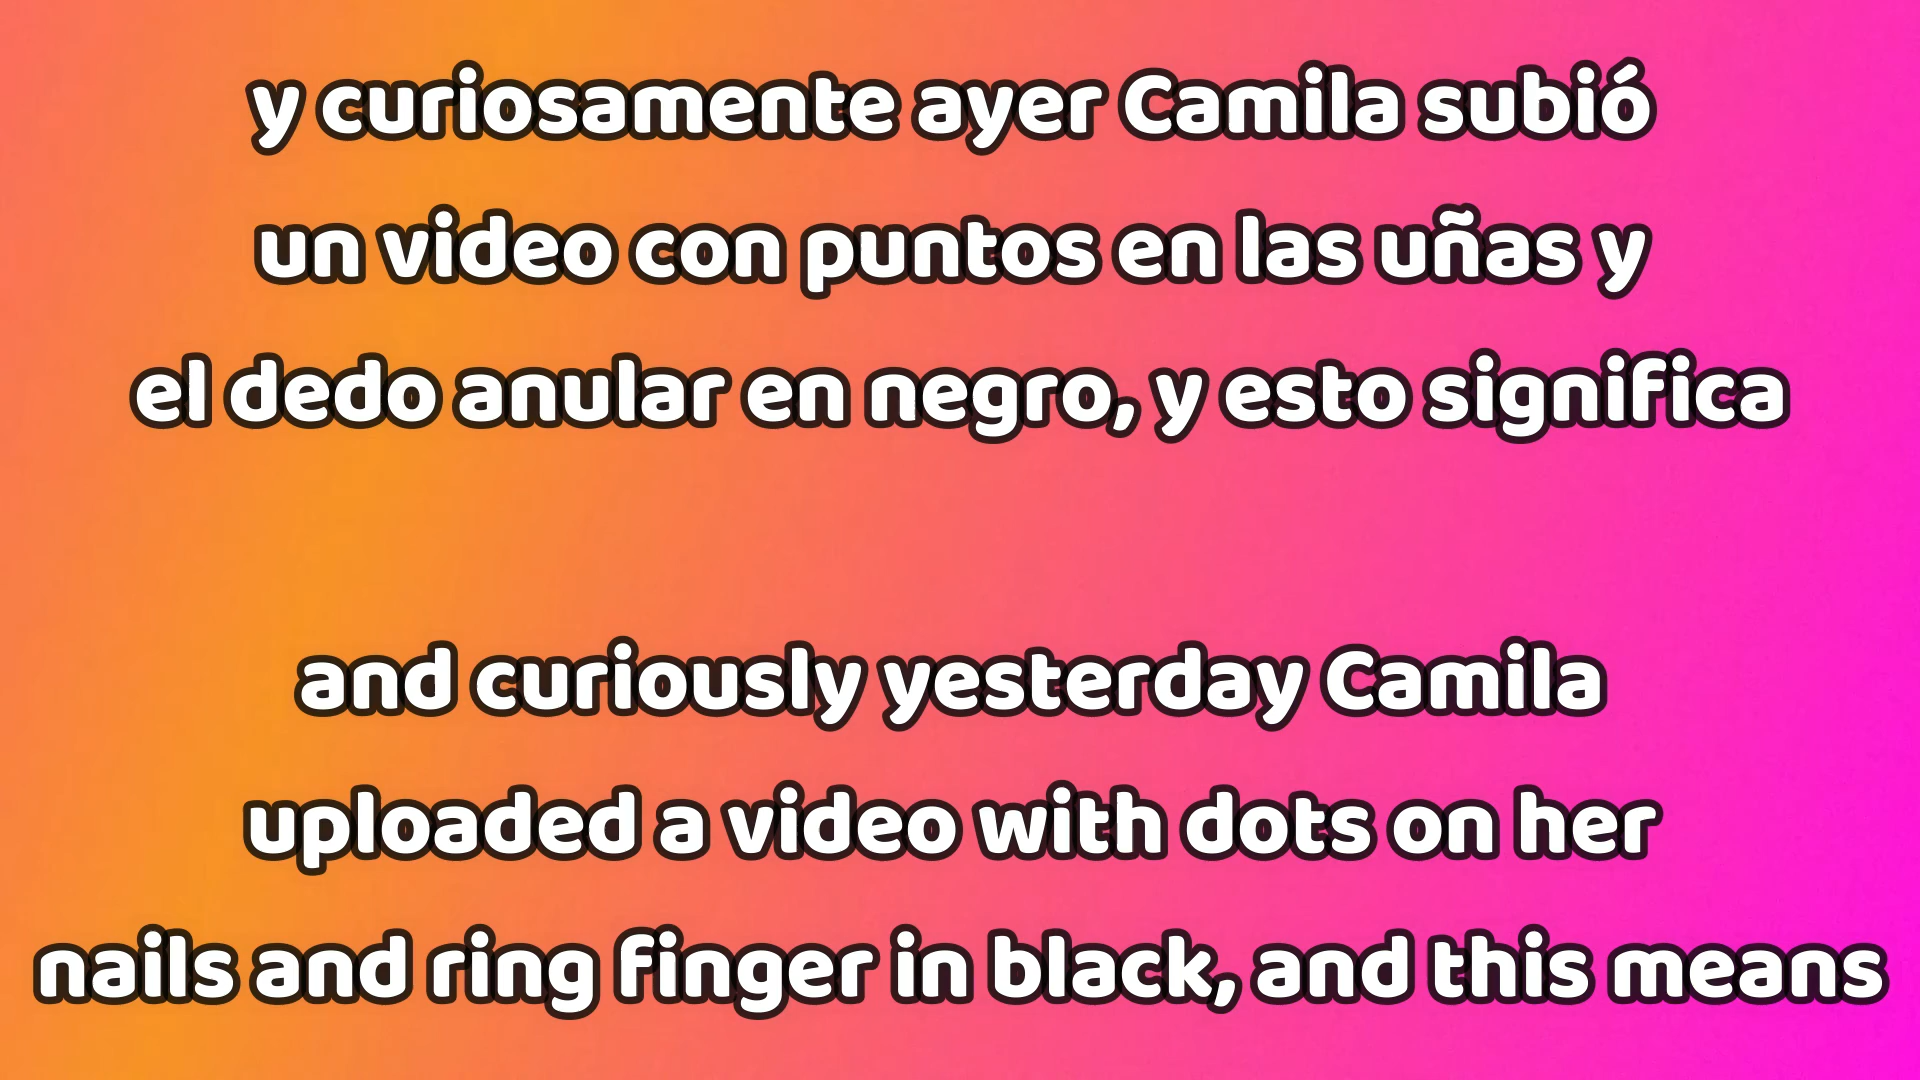 y curiosamente ayer Camila subió
un video con puntos en las uñas y
el dedo anular en negro, y esto significa
and curiously yesterday Camila
uploaded a video with dots on her
nails and ring finger in black, and this means